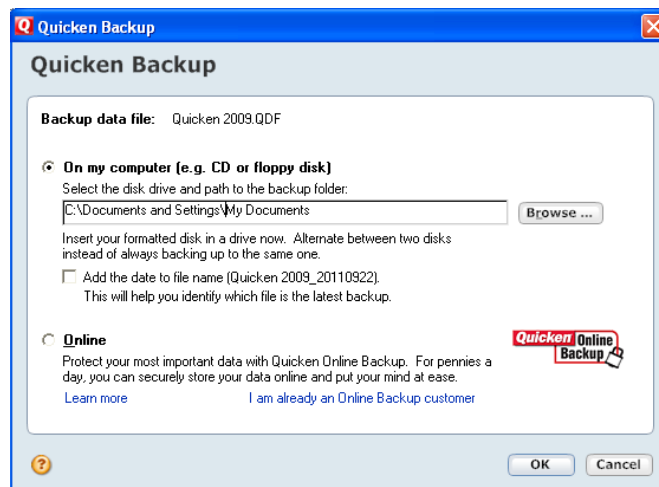 Quicken Backup
Quicken Backup
Backup data file: Quicken 2009.QDF
On my computer (e.g. CD or floppy disk)
Select the disk drive and path to the backup folder:
C:\Documents and Settings\My Documents
Browse ...
Insert your formatted disk in a drive now. Alternate between two disks
instead of always backing up to the same one.
Add the date to file name (Quicken 2009_20110922).
This will help you identify which file is the latest backup.
Online
Quicken Online
Backup
Protect your most important data with Quicken Online Backup. For pennies a
day, you can securely store your data online and put your mind at ease.
Learn more I am already an Online Backup customer
? OK Cancel